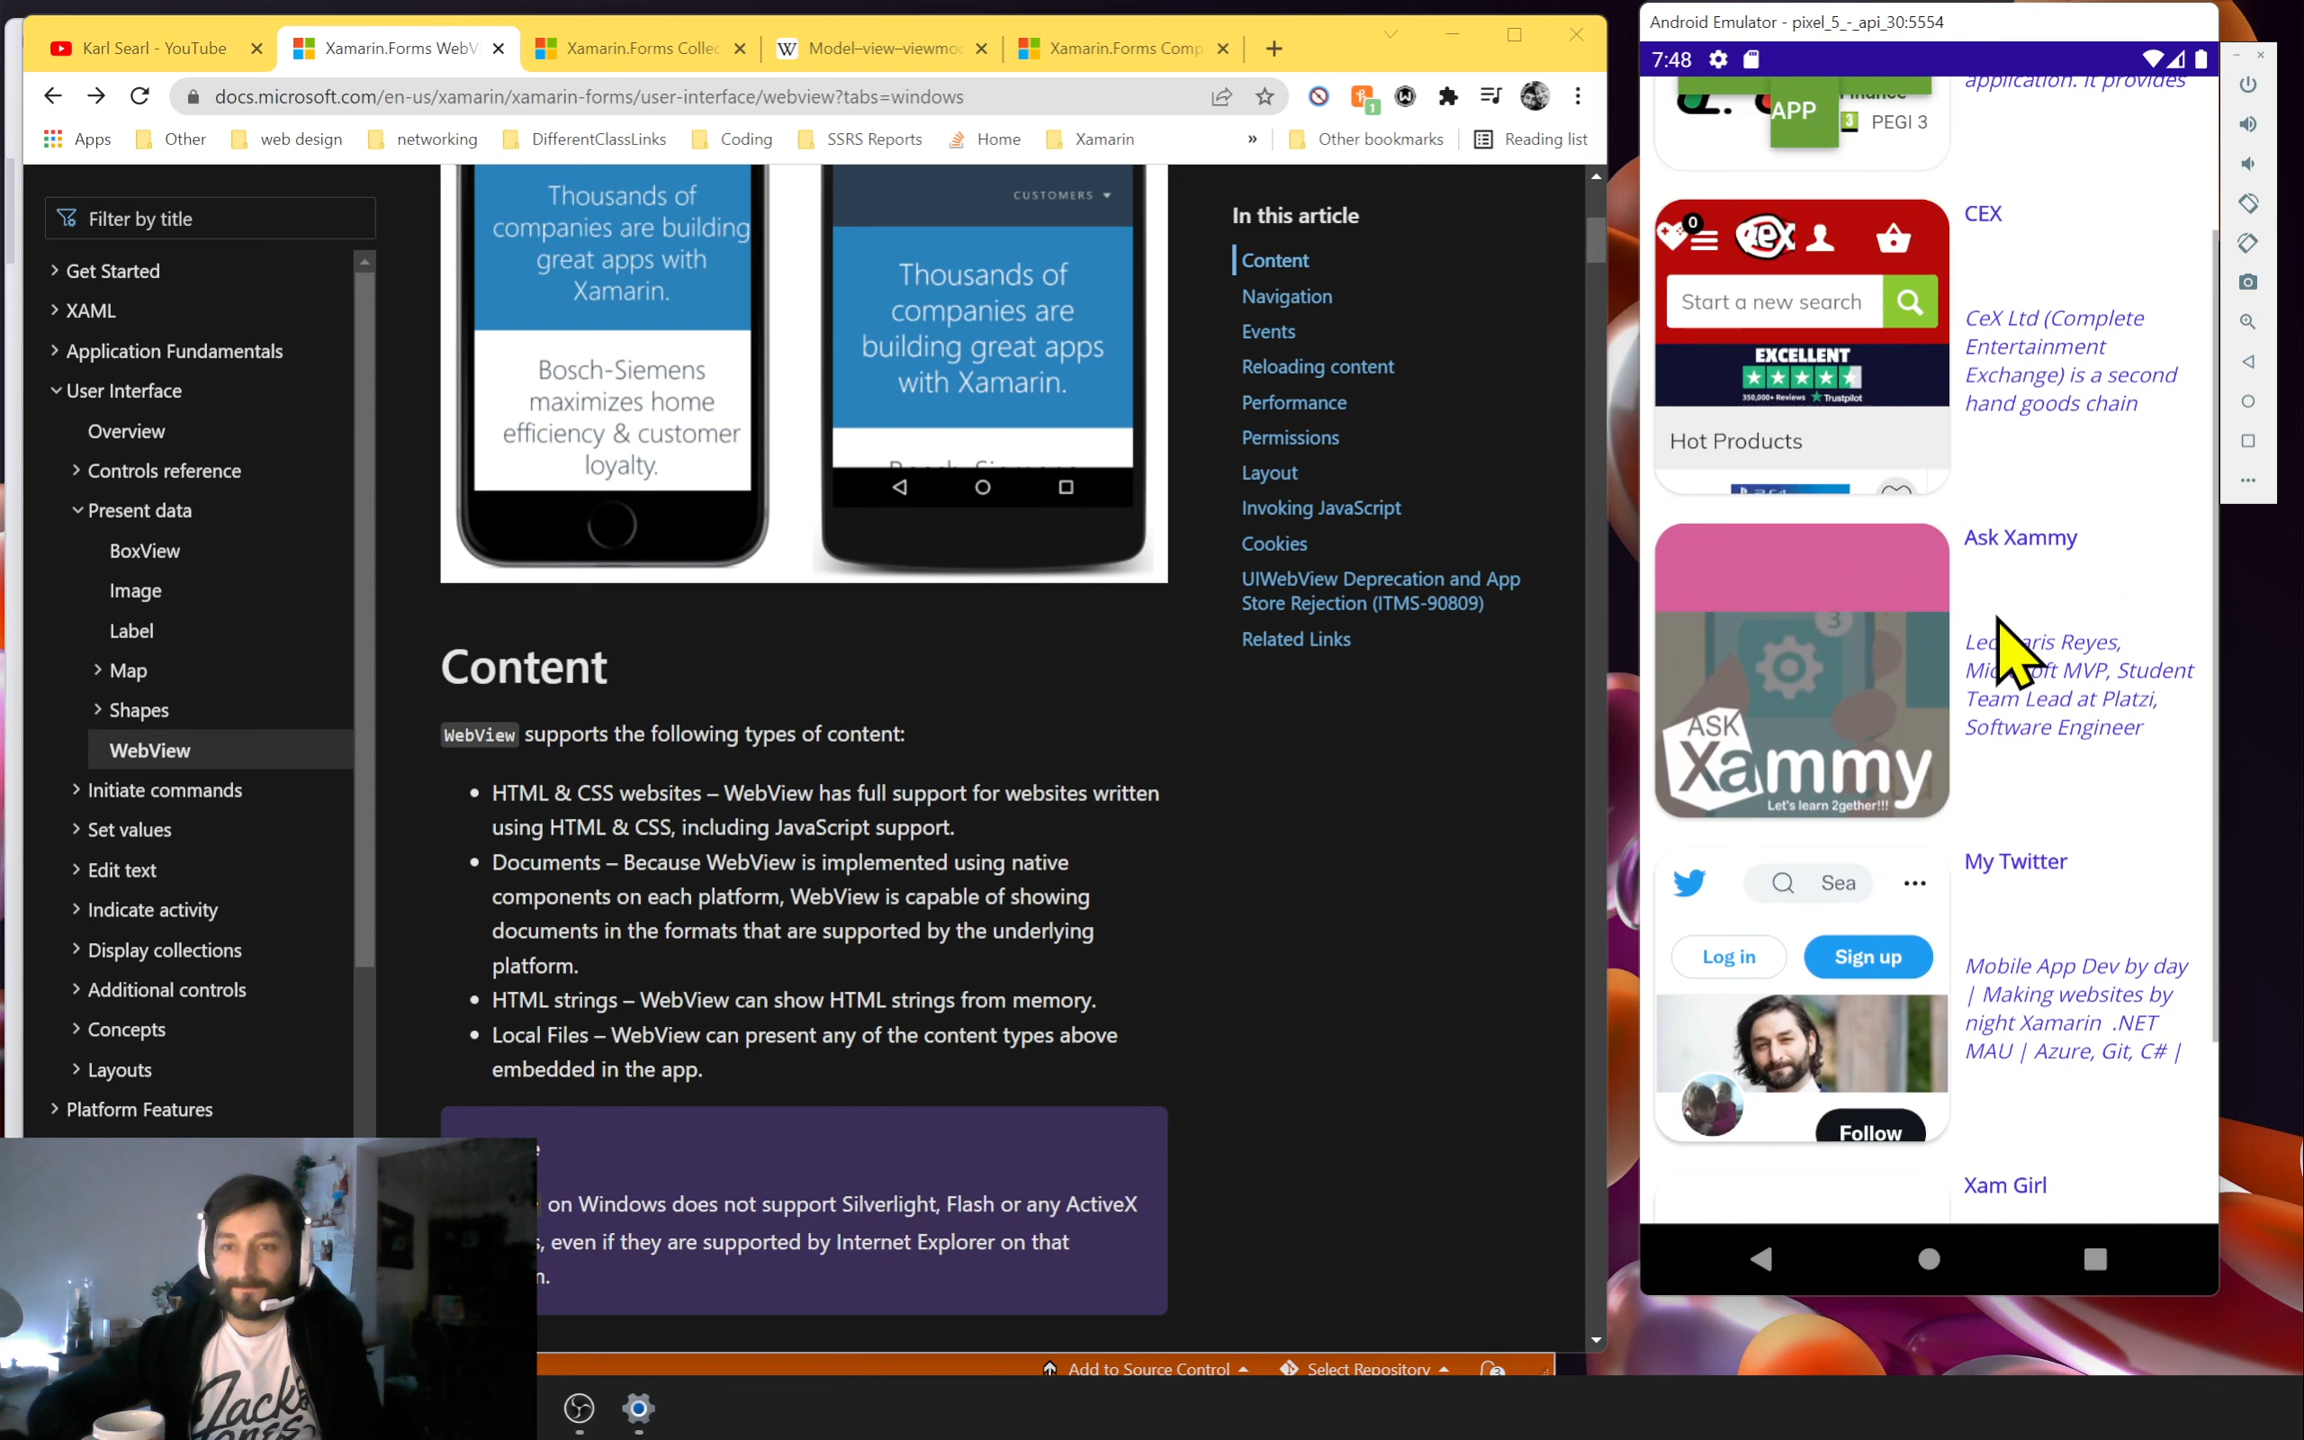 Karl Searl - YouTube
Xamarin.Forms WebVi
Xamarin.Forms Collec
Model–view–viewmo
Xamarin.Forms Comp
docs.microsoft.com/en-us/xamarin/xamarin-forms/user-interface/webview?tabs=windows
1
Apps
Other
web design
networking
DifferentClassLinks
Coding
SSRS Reports
Home
Xamarin
»
Other bookmarks
Reading list
Filter by title
Get Started
XAML
Application Fundamentals
User Interface
Overview
Controls reference
Present data
BoxView
Image
Label
Map
Shapes
WebView
Initiate commands
Set values
Edit text
Indicate activity
Display collections
Additional controls
Concepts
Layouts
Platform Features
Thousands of
companies are building
great apps with
Xamarin.
Bosch-Siemens
maximizes home
efficiency & customer
loyalty.
CUSTOMERS
Thousands of
companies are
building great apps
with Xamarin.
Content
WebView supports the following types of content:
• HTML & CSS websites – WebView has full support for websites written
using HTML & CSS, including JavaScript support.
• Documents – Because WebView is implemented using native
components on each platform, WebView is capable of showing
documents in the formats that are supported by the underlying
platform.
• HTML strings – WebView can show HTML strings from memory.
• Local Files – WebView can present any of the content types above
embedded in the app.
on Windows does not support Silverlight, Flash or any ActiveX
s, even if they are supported by Internet Explorer on that
n.
In this article
Content
Navigation
Events
Reloading content
Performance
Permissions
Layout
Invoking JavaScript
Cookies
UIWebView Deprecation and App
Store Rejection (ITMS-90809)
Related Links
Add to Source Control
Select Repository
3
Zack
Android Emulator - pixel_5_-_api_30:5554
7:48
application. It provides
APP
3 PEGI 3
CEX
0
CeX
Start a new search
EXCELLENT
350,000+ Reviews ★ Trustpilot
Hot Products
CeX Ltd (Complete
Entertainment
Exchange) is a second
hand goods chain
Ask Xammy
3
ASK
Xammy
Let's learn 2gether!!!
Reyes,
MVP, Student
Team Lead at Platzi,
Software Engineer
My Twitter
Sea
Log in
Sign up
Follow
Mobile App Dev by day
| Making websites by
night Xamarin .NET
MAU | Azure, Git, C# |
Xam Girl